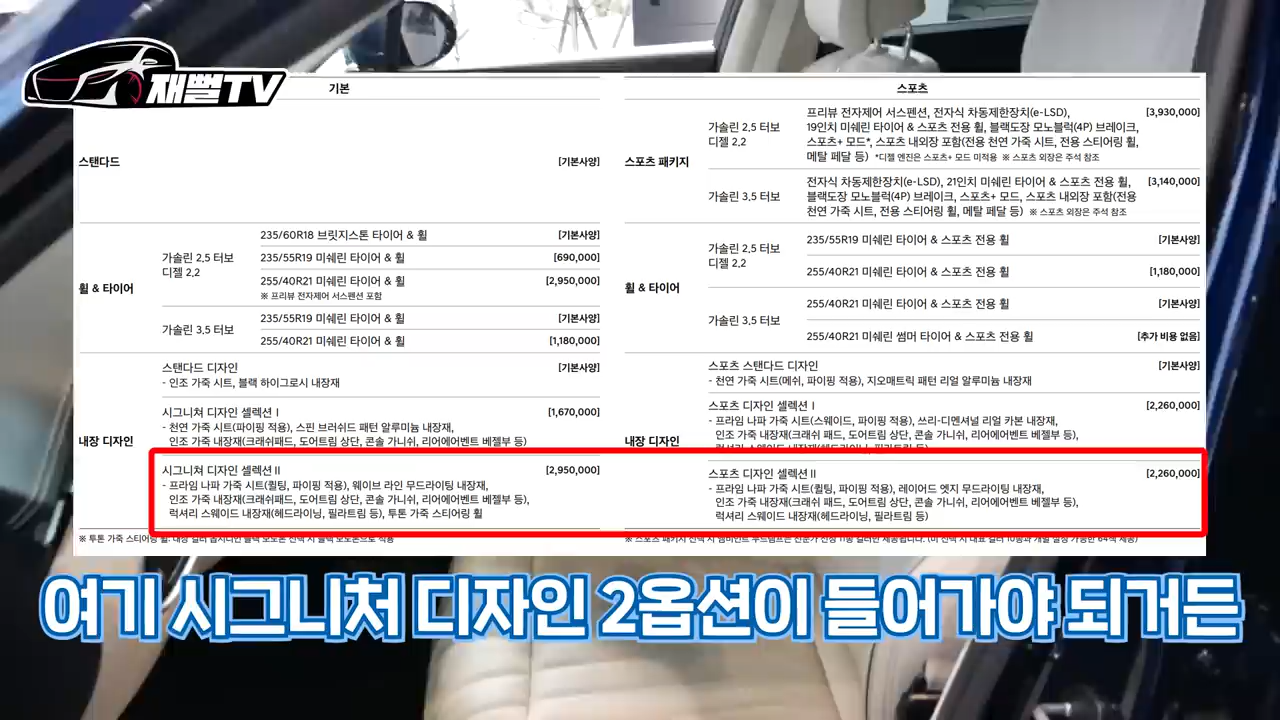 재뻘TV
기본
스탠다드
[기본사양]
휠 & 타이어
가솔린 2.5 터보
디젤 2.2
235/60R18 브릿지스톤 타이어 & 휠
[기본사양]
235/55R19 미쉐린 타이어 & 휠
[690,000]
255/40R21 미쉐린 타이어 & 휠
[2,950,000]
※ 프리뷰 전자제어 서스펜션 포함
가솔린 3.5 터보
235/55R19 미쉐린 타이어 & 휠
[기본사양]
255/40R21 미쉐린 타이어 & 휠
[1,180,000]
내장 디자인
스탠다드 디자인
[기본사양]
- 인조 가죽 시트, 블랙 하이그로시 내장재
시그니쳐 디자인 셀렉션 Ⅰ
[1,670,000]
- 천연 가죽 시트(파이핑 적용), 스핀 브러쉬드 패턴 알루미늄 내장재,
인조 가죽 내장재(크래쉬 패드, 도어트림 상단, 콘솔 가니쉬, 리어에어벤트 베젤부 등)
시그니쳐 디자인 셀렉션 Ⅱ
[2,950,000]
- 프라임 나파 가죽 시트(퀼팅, 파이핑 적용), 웨이브 라인 무드라이팅 내장재,
인조 가죽 내장재(크래쉬패드, 도어트림 상단, 콘솔 가니쉬, 리어에어벤트 베젤부 등),
럭셔리 스웨이드 내장재(헤드라이닝, 필라트림 등), 투톤 가죽 스티어링 휠
스포츠
스포츠 패키지
가솔린 2.5 터보
디젤 2.2
프리뷰 전자제어 서스펜션, 전자식 차동제한장치(e-LSD),
[3,930,000]
19인치 미쉐린 타이어 & 스포츠 전용 휠, 블랙도장 모노블럭(4P) 브레이크,
스포츠+ 모드*, 스포츠 내외장 포함(전용 천연 가죽 시트, 전용 스티어링 휠,
메탈 페달 등) *디젤 엔진은 스포츠+ 모드 미적용 ※ 스포츠 외장은 주석 참조
가솔린 3.5 터보
전자식 차동제한장치(e-LSD), 21인치 미쉐린 타이어 & 스포츠 전용 휠,
[3,140,000]
블랙도장 모노블럭(4P) 브레이크, 스포츠+ 모드, 스포츠 내외장 포함(전용
천연 가죽 시트, 전용 스티어링 휠, 메탈 페달 등) ※ 스포츠 외장은 주석 참조
휠 & 타이어
가솔린 2.5 터보
디젤 2.2
235/55R19 미쉐린 타이어 & 스포츠 전용 휠
[기본사양]
255/40R21 미쉐린 타이어 & 스포츠 전용 휠
[1,180,000]
가솔린 3.5 터보
255/40R21 미쉐린 타이어 & 스포츠 전용 휠
[기본사양]
255/40R21 미쉐린 썸머 타이어 & 스포츠 전용 휠
[추가 비용 없음]
내장 디자인
스포츠 스탠다드 디자인
[기본사양]
- 천연 가죽 시트(메쉬, 파이핑 적용), 지오매트릭 패턴 리얼 알루미늄 내장재
스포츠 디자인 셀렉션 Ⅰ
[2,260,000]
- 프라임 나파 가죽 시트(스웨이드, 파이핑 적용), 쓰리-디멘셔널 리얼 카본 내장재,
인조 가죽 내장재(크래쉬 패드, 도어트림 상단, 콘솔 가니쉬, 리어에어벤트 베젤부 등),
스포츠 디자인 셀렉션 Ⅱ
[2,260,000]
- 프라임 나파 가죽 시트(퀼팅, 파이핑 적용), 레이어드 엣지 무드라이팅 내장재,
인조 가죽 내장재(크래쉬 패드, 도어트림 상단, 콘솔 가니쉬, 리어에어벤트 베젤부 등),
럭셔리 스웨이드 내장재(헤드라이닝, 필라트림 등)
여기 시그니처 디자인 2옵션이 들어가야 되거든